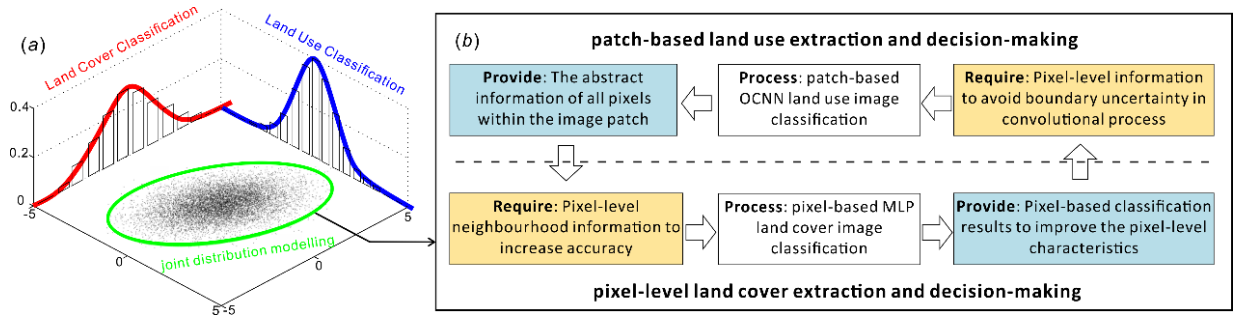 (a)
Land Cover Classification
Land Use Classification
0.4
0.2
0
-5
0
5
-5
0
5
joint distribution modelling
(b)
patch-based land use extraction and decision-making
Provide: The abstract
information of all pixels
within the image patch
Process: patch-based
OCNN land use image
classification
Require: Pixel-level information
to avoid boundary uncertainty in
convolutional process
Require: Pixel-level
neighbourhood information to
increase accuracy
Process: pixel-based MLP
land cover image
classification
Provide: Pixel-based classification
results to improve the pixel-level
characteristics
pixel-level land cover extraction and decision-making